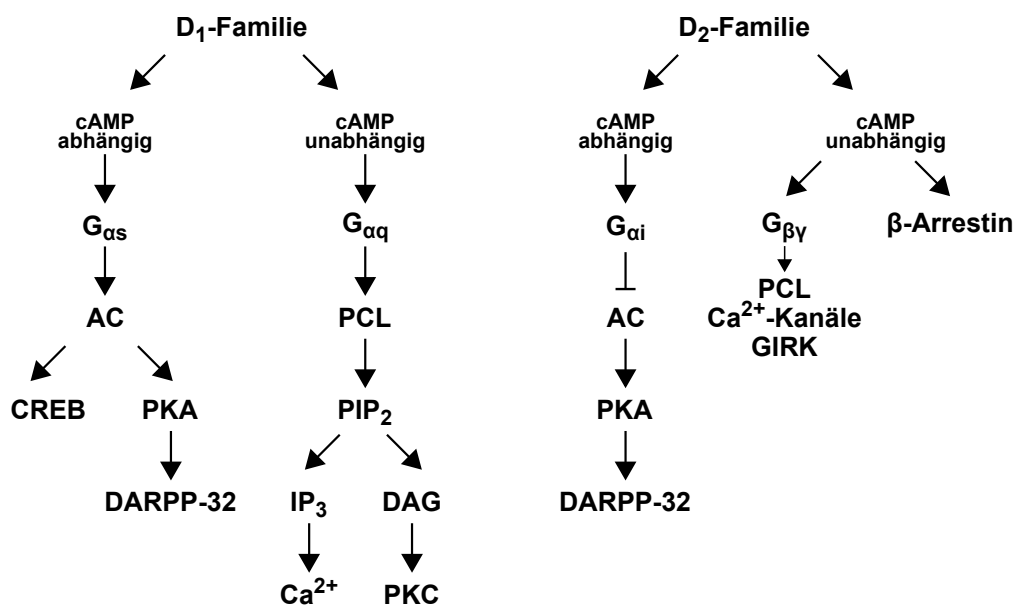 D₁-Familie
cAMP
abhängig
Gαs
AC
CREB
PKA
DARPP-32
cAMP
unabhängig
Gαq
PCL
PIP₂
IP₃
Ca²⁺
DAG
PKC
D₂-Familie
cAMP
abhängig
Gαi
AC
PKA
DARPP-32
cAMP
unabhängig
Gβγ
PCL
Ca²⁺-Kanäle
GIRK
β-Arrestin